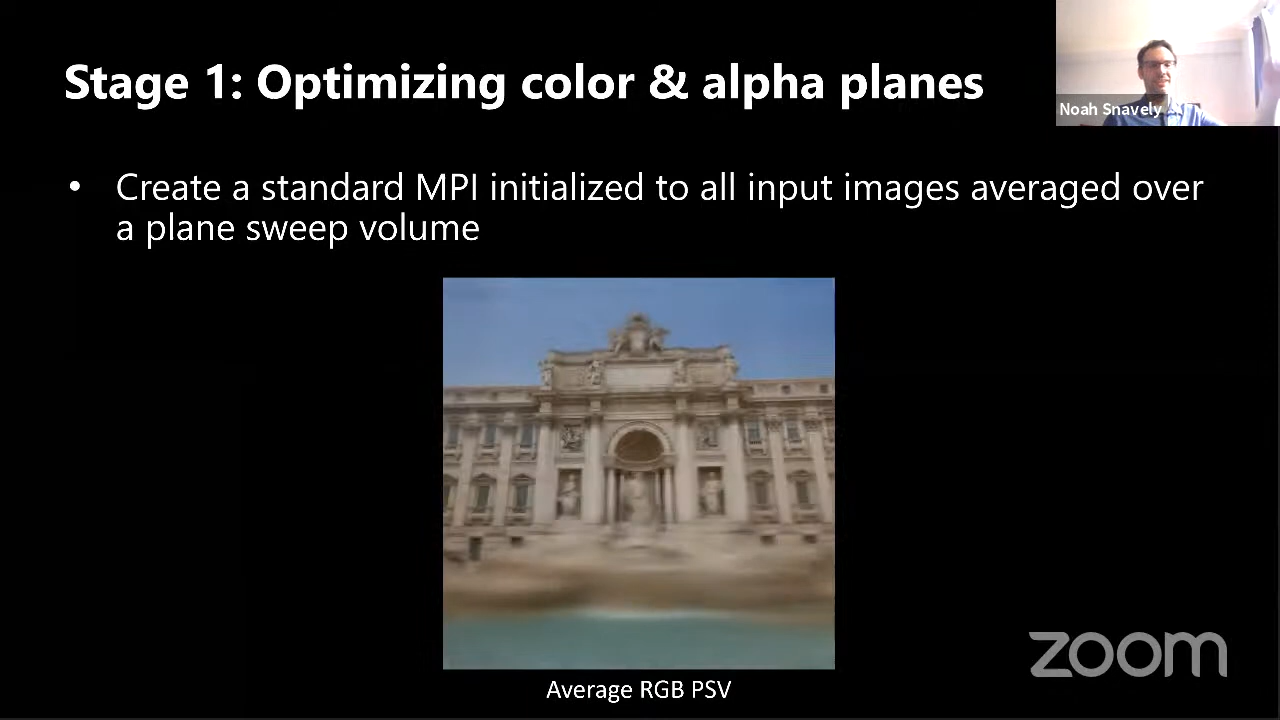 Stage 1: Optimizing color & alpha planes
Noah Snavely
• Create a standard MPI initialized to all input images averaged over
a plane sweep volume
Average RGB PSV
zoom